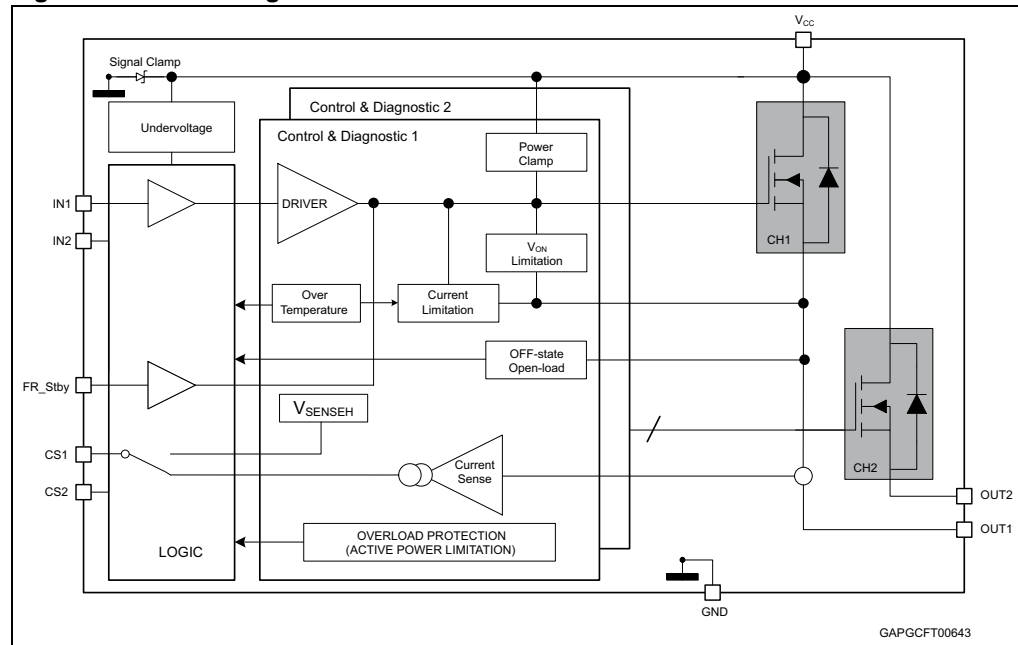 VCC
Signal Clamp
Undervoltage
Control & Diagnostic 2
Control & Diagnostic 1
Power
Clamp
IN1
DRIVER
CH1
IN2
VON
Limitation
Over
Temperature
Current
Limitation
OFF-state
Open-load
FR_Stby
VSENSEH
CS1
Current
Sense
CH2
CS2
OUT2
OUT1
OVERLOAD PROTECTION
(ACTIVE POWER LIMITATION)
LOGIC
GND
GAPGCFT00643